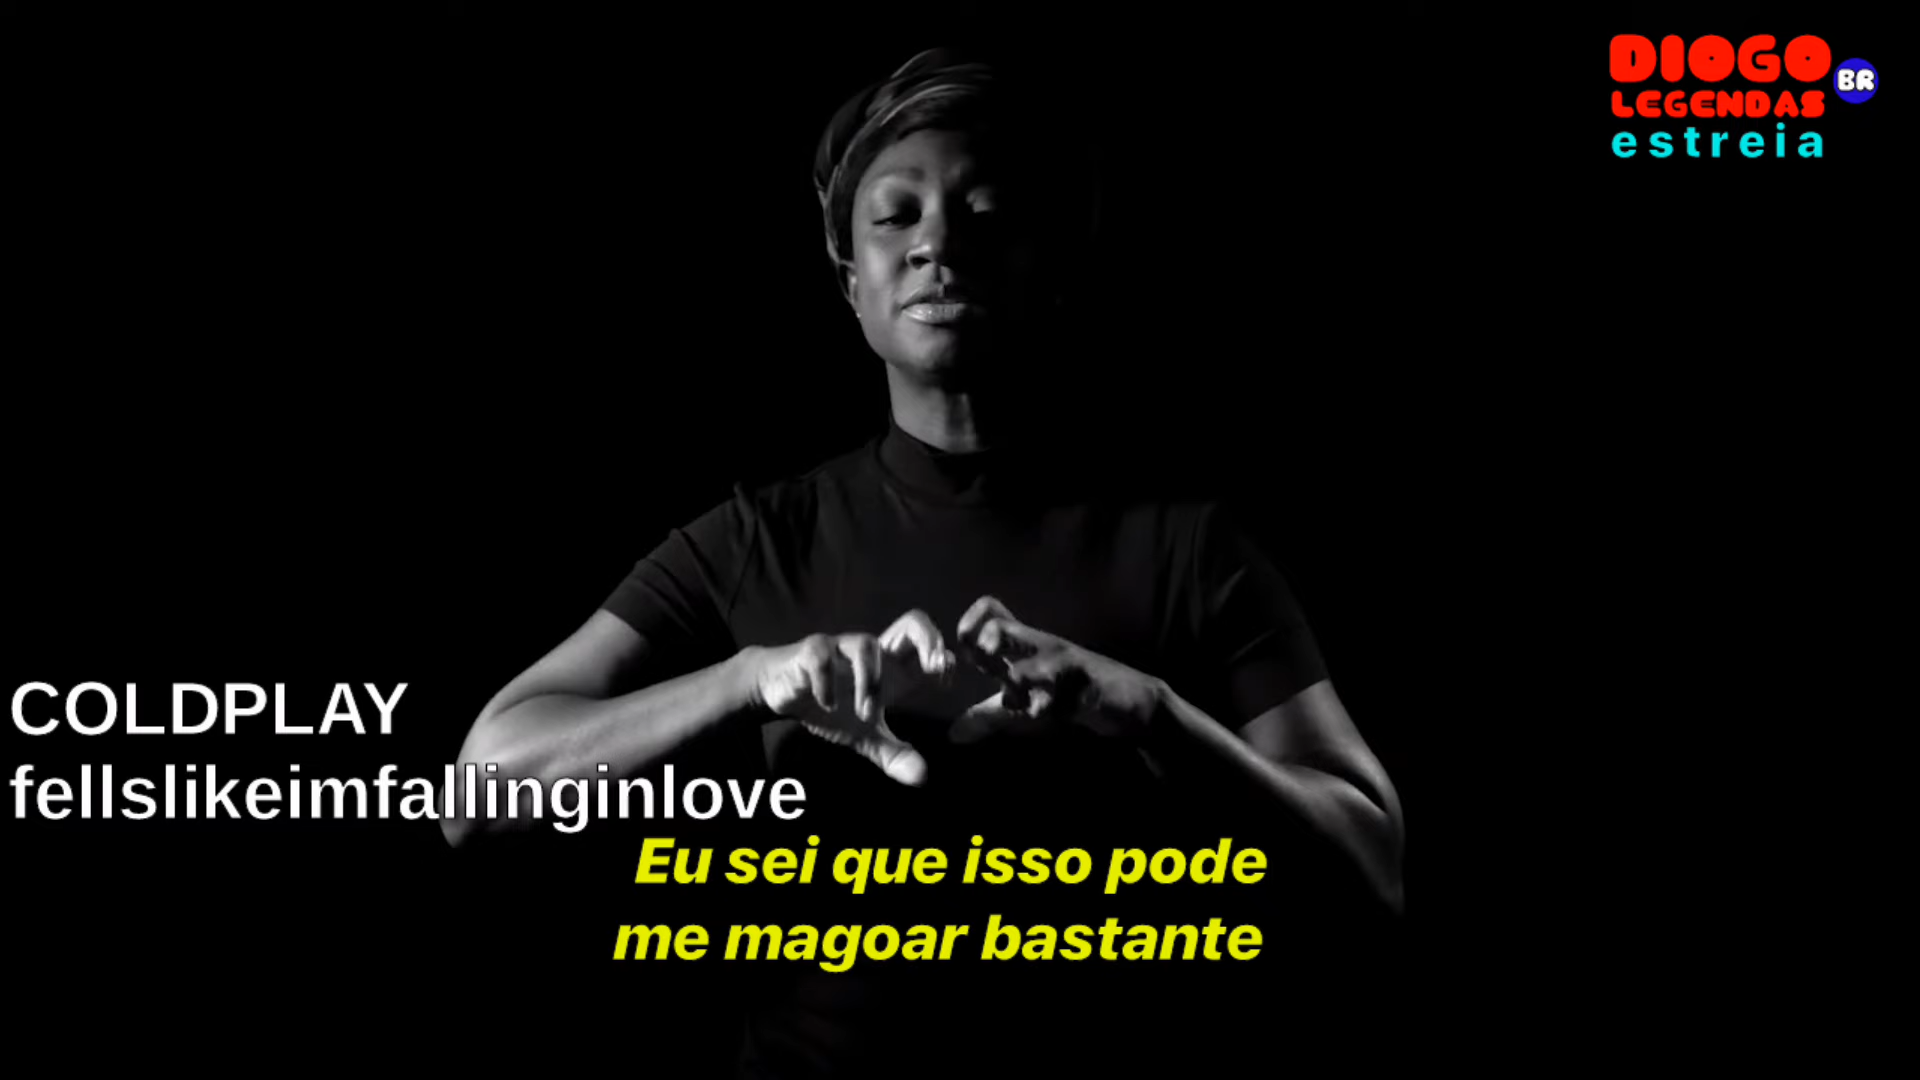 DIOGO
BR
LEGENDAS
estreia
COLDPLAY
fellslikeimfallinginlove
Eu sei que isso pode
me magoar bastante